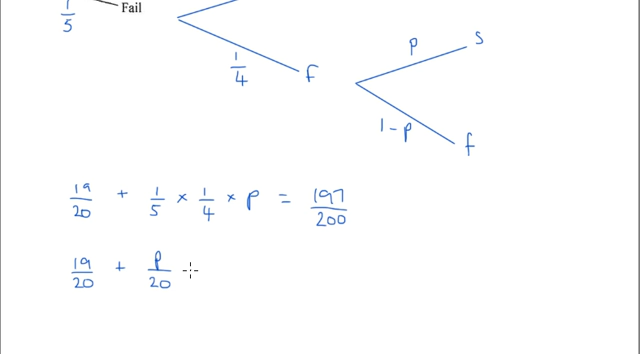 1/5 Fail
1/4 f
p s
1-p f
19/20 + 1/5 × 1/4 × p = 197/200
19/20 + p/20